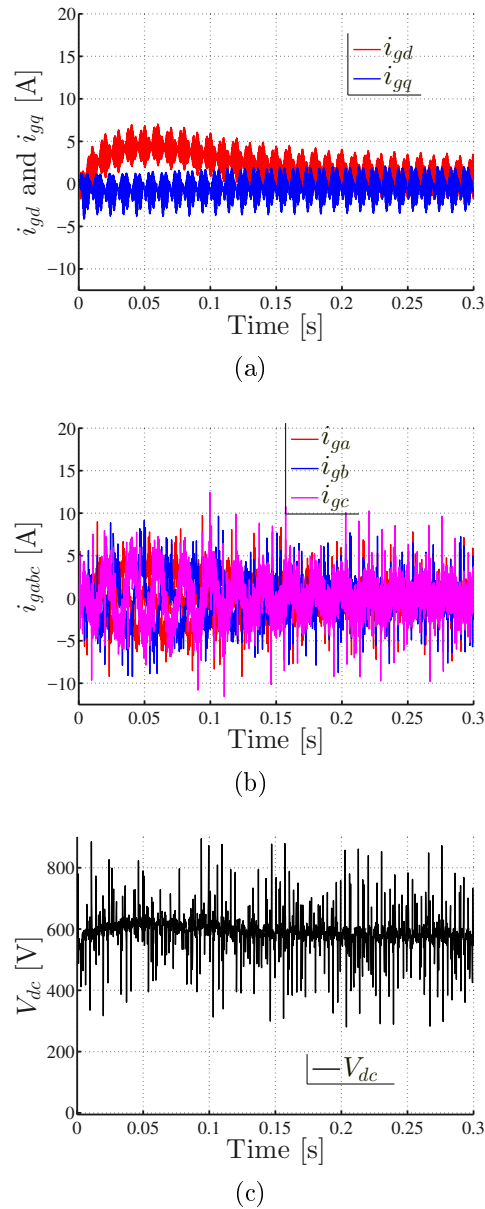 20
15
10
5
0
−5
−10
i_gd and i_gq [A]
i_gd
i_gq
0 0.05 0.1 0.15 0.2 0.25 0.3
Time [s]
(a)
20
15
10
5
0
−5
−10
i_gabc [A]
i_ga
i_gb
i_gc
0 0.05 0.1 0.15 0.2 0.25 0.3
Time [s]
(b)
800
600
400
200
0
V_dc [V]
V_dc
0 0.05 0.1 0.15 0.2 0.25 0.3
Time [s]
(c)